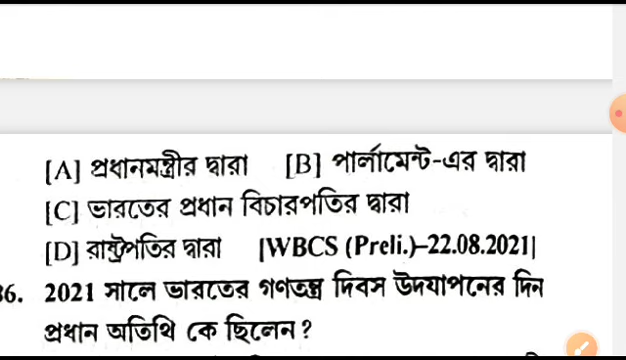 [A] প্রধানমন্ত্রীর দ্বারা [B] পার্লামেন্ট-এর দ্বারা
[C] ভারতের প্রধান বিচারপতির দ্বারা
[D] রাষ্ট্রপতির দ্বারা [WBCS (Preli.)–22.08.2021]
36. 2021 সালে ভারতের গণতন্ত্র দিবস উদযাপনের দিন
প্রধান অতিথি কে ছিলেন?